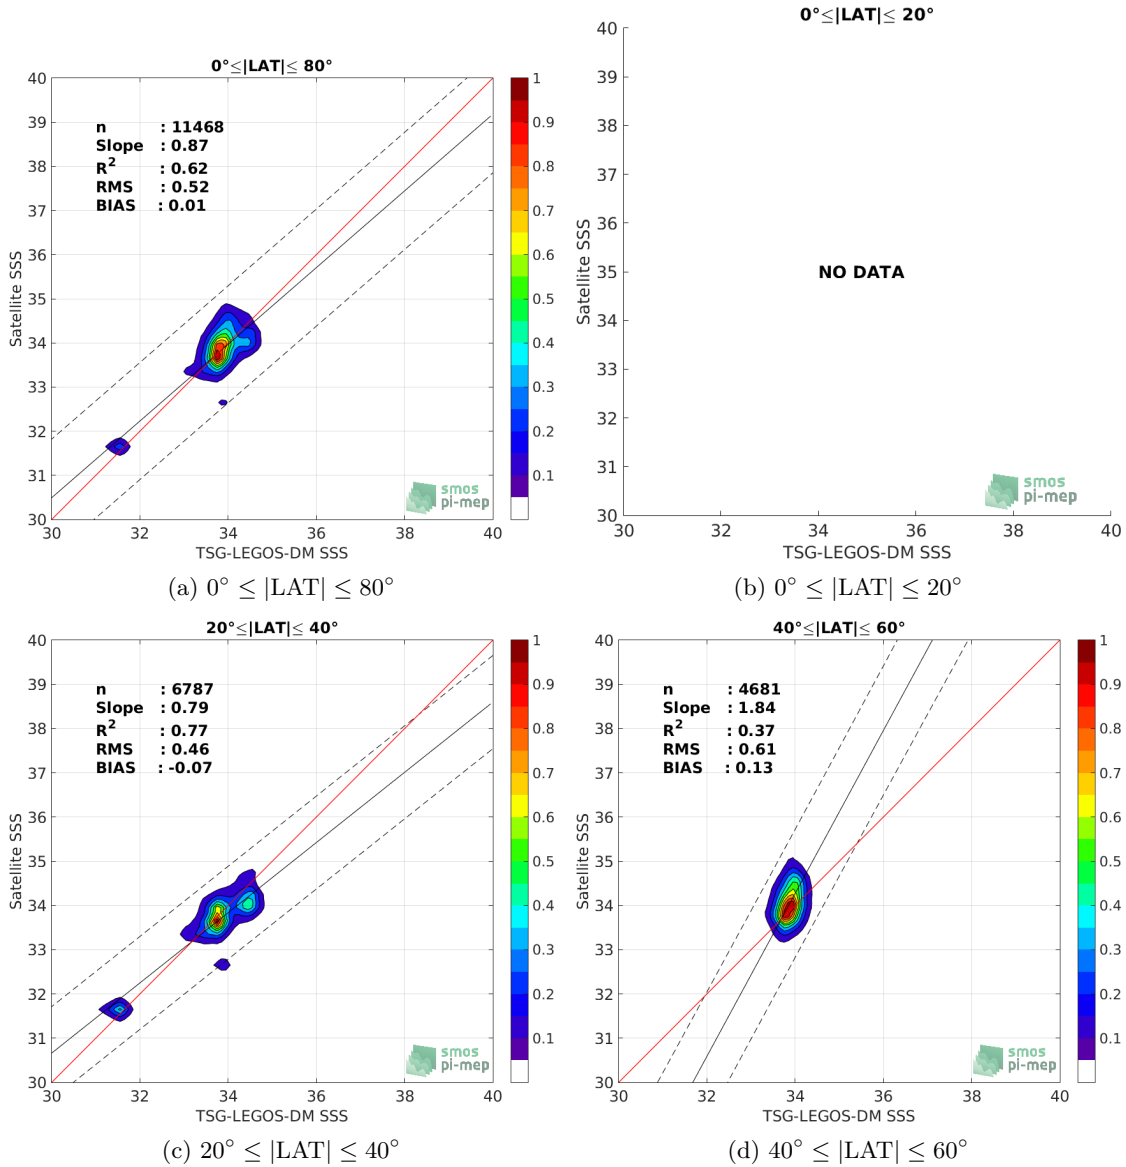 0°≤|LAT|≤ 80°
40
39
38
37
36
35
34
33
32
31
30
30
32
34
36
38
40
Satellite SSS
TSG-LEGOS-DM SSS
n : 11468
Slope : 0.87
R² : 0.62
RMS : 0.52
BIAS : 0.01
smos
pi-mep
1
0.9
0.8
0.7
0.6
0.5
0.4
0.3
0.2
0.1
(a) 0° ≤ |LAT| ≤ 80°
0°≤|LAT|≤ 20°
40
39
38
37
36
35
34
33
32
31
30
30
32
34
36
38
40
Satellite SSS
TSG-LEGOS-DM SSS
NO DATA
smos
pi-mep
(b) 0° ≤ |LAT| ≤ 20°
20°≤|LAT|≤ 40°
40
39
38
37
36
35
34
33
32
31
30
30
32
34
36
38
40
Satellite SSS
TSG-LEGOS-DM SSS
n : 6787
Slope : 0.79
R² : 0.77
RMS : 0.46
BIAS : -0.07
smos
pi-mep
1
0.9
0.8
0.7
0.6
0.5
0.4
0.3
0.2
0.1
(c) 20° ≤ |LAT| ≤ 40°
40°≤|LAT|≤ 60°
40
39
38
37
36
35
34
33
32
31
30
30
32
34
36
38
40
Satellite SSS
TSG-LEGOS-DM SSS
n : 4681
Slope : 1.84
R² : 0.37
RMS : 0.61
BIAS : 0.13
smos
pi-mep
1
0.9
0.8
0.7
0.6
0.5
0.4
0.3
0.2
0.1
(d) 40° ≤ |LAT| ≤ 60°